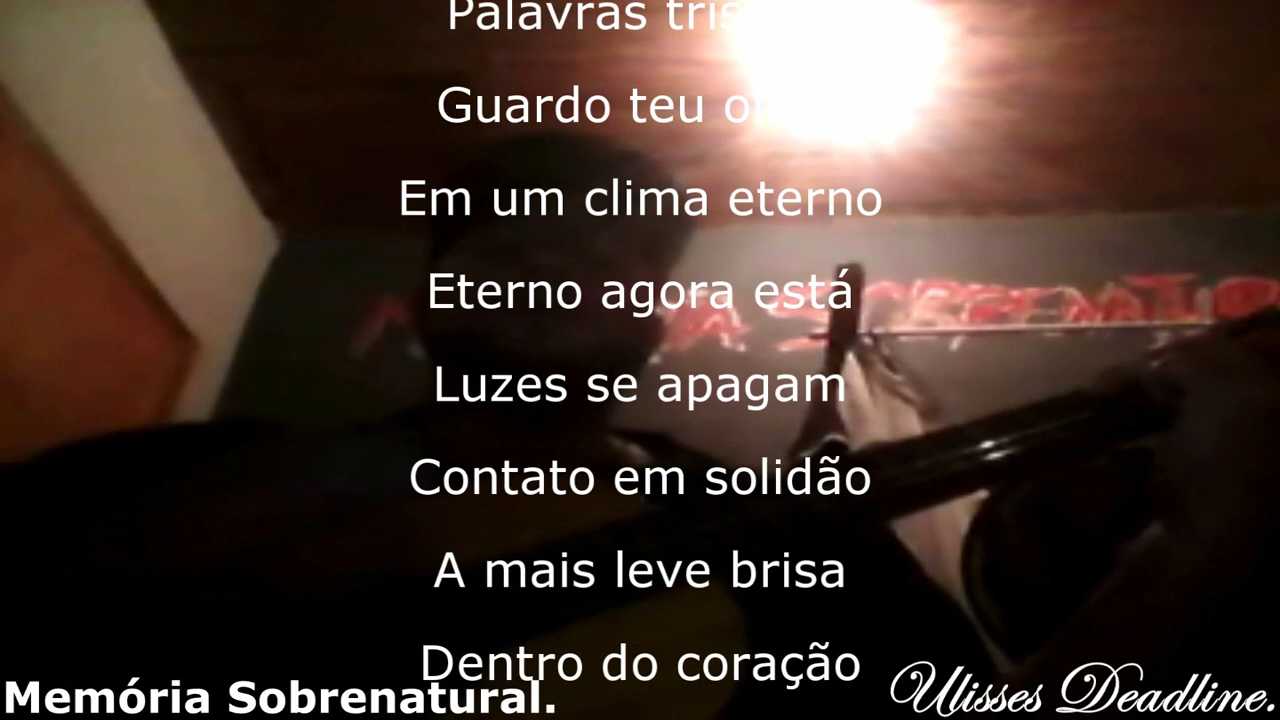 Palavras
Guardo teu
Em um clima eterno
Eterno agora está
Luzes se apagam
Contato em solidão
A mais leve brisa
Dentro do coração
Memória Sobrenatural.
Ulisses Deadline.